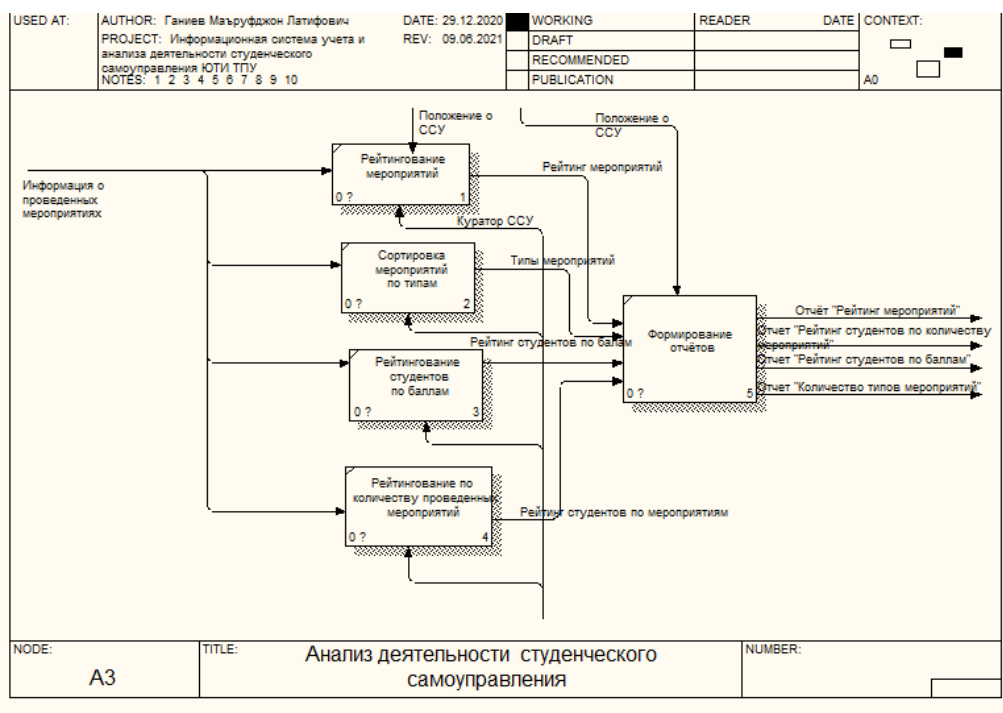 USED AT:
AUTHOR: Ганиев Маъруфджон Латифович
DATE: 29.12.2020
PROJECT: Информационная система учета и
анализа деятельности студенческого
самоуправления ЮТИ ТПУ
REV: 09.06.2021
NOTES: 1 2 3 4 5 6 7 8 9 10
WORKING
DRAFT
RECOMMENDED
PUBLICATION
READER
DATE
CONTEXT:
A0
Положение о
ССУ
Положение о
ССУ
Информация о
проведенных
мероприятиях
Рейтингование
мероприятий
0 ?
1
Рейтинг мероприятий
Куратор ССУ
Сортировка
мероприятий
по типам
0 ?
2
Типы мероприятий
Рейтинг студентов по балам
Рейтингование
студентов
по баллам
0 ?
3
Рейтингование по
количеству проведенных
мероприятий
0 ?
4
Рейтинг студентов по мероприятиям
Формирование
отчётов
0 ?
5
Отчёт "Рейтинг мероприятий"
Отчет "Рейтинг студентов по количеству
мероприятий"
Отчет "Рейтинг студентов по баллам"
Отчет "Количество типов мероприятий"
NODE:
A3
TITLE:
Анализ деятельности студенческого
самоуправления
NUMBER: